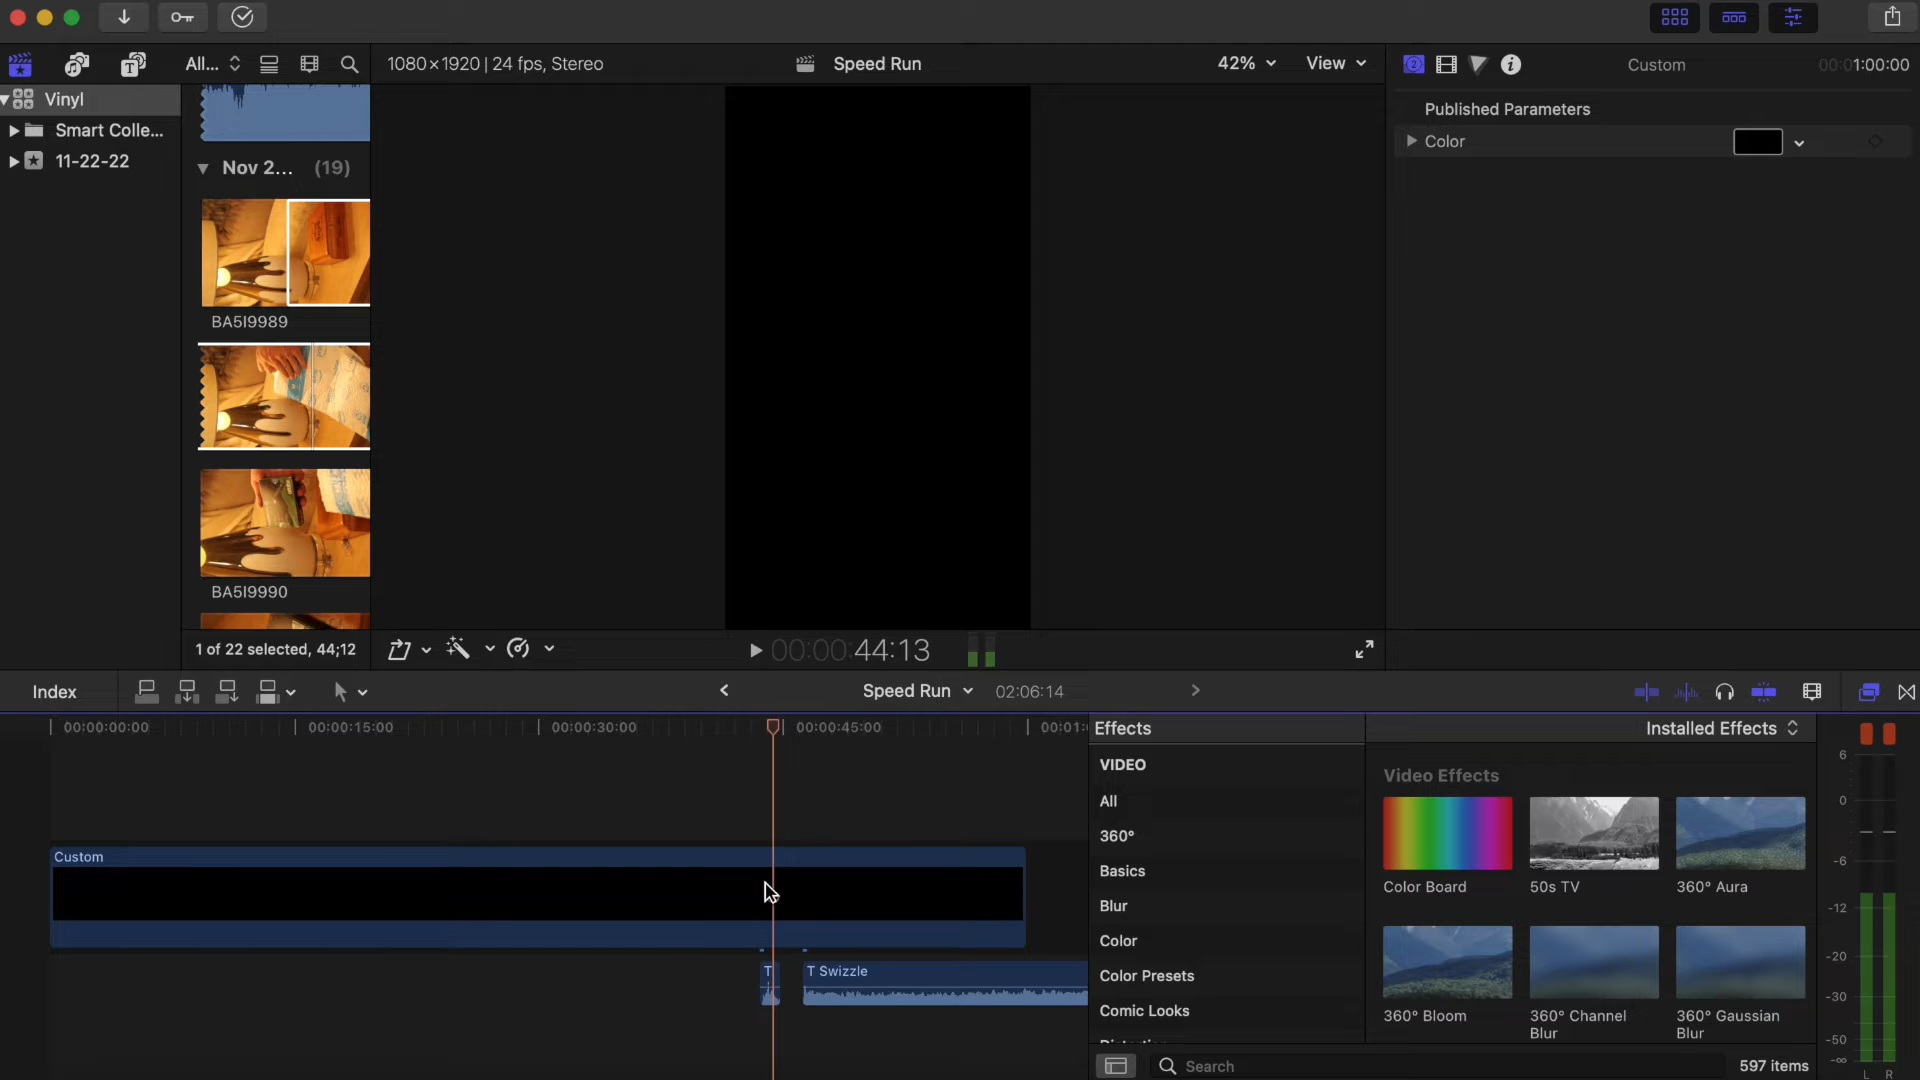 All...
1080×1920 | 24 fps, Stereo
Speed Run
42%
View
Custom
00:01:00:00
Vinyl
Smart Colle...
11-22-22
Nov 2...
(19)
BA5I9989
BA5I9990
1 of 22 selected, 44;12
Published Parameters
Color
00:00:44:13
Index
Speed Run
02:06:14
00:00:00:00
00:00:15:00
00:00:30:00
00:00:45:00
00:01:
Custom
T
T Swizzle
Effects
Installed Effects
VIDEO
All
360°
Basics
Blur
Color
Color Presets
Comic Looks
Video Effects
Color Board
50s TV
360° Aura
360° Bloom
360° Channel
Blur
360° Gaussian
Blur
Search
597 items
6
0
-6
-12
-20
-30
-50
-∞
L R